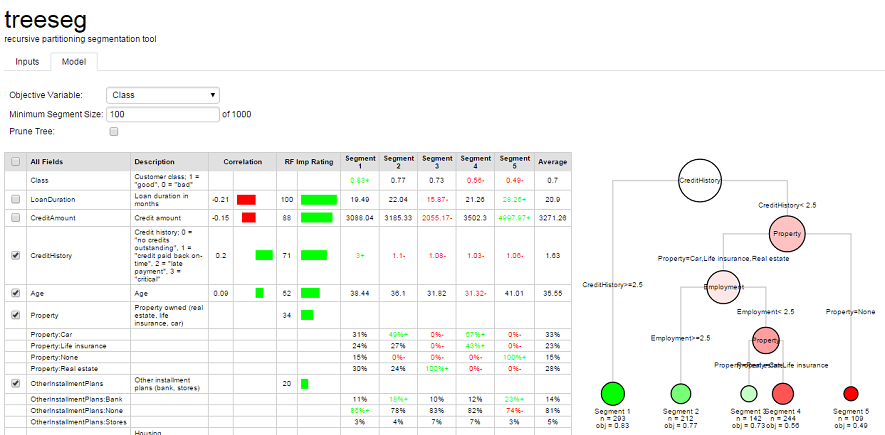 treeseg
recursive partitioning segmentation tool
Inputs Model
Objective Variable: Class
Minimum Segment Size: 100 of 1000
Prune Tree:
All Fields Description Correlation RF Imp Rating Segment 1 Segment 2 Segment 3 Segment 4 Segment 5 Average
Class Customer class; 1 = "good", 0 = "bad" 0.83+ 0.77 0.73 0.56- 0.49- 0.7
LoanDuration Loan duration in months -0.21 100 19.49 22.04 15.87- 21.26 28.25+ 20.9
CreditAmount Credit amount -0.15 88 3088.04 3185.33 2055.17- 3502.3 4997.97+ 3271.26
CreditHistory Credit history; 0 = "no credits outstanding", 1 = "credit paid back on-time", 2 = "late payment", 3 = "critical" 0.2 71 3+ 1.1- 1.08- 1.03- 1.06- 1.63
Age Age 0.09 52 38.44 36.1 31.82 31.32- 41.01 35.55
Property Property owned (real estate, life insurance, car) 34
Property:Car 31% 49%+ 0%- 57%+ 0%- 33%
Property:Life insurance 24% 27% 0%- 43%+ 0%- 23%
Property:None 15% 0%- 0%- 0%- 100%+ 15%
Property:Real estate 30% 24% 100%+ 0%- 0%- 28%
OtherInstallmentPlans Other installment plans (bank, stores) 20
OtherInstallmentPlans:Bank 11% 18%+ 10% 12% 23%+ 14%
OtherInstallmentPlans:None 86%+ 78% 83% 82% 74%- 81%
OtherInstallmentPlans:Stores 3% 4% 7% 7% 3% 5%
Housing
CreditHistory
CreditHistory< 2.5
Property
Property=Car,Life insurance,Real estate
CreditHistory>=2.5
Employment
Employment< 2.5
Property=None
Employment>=2.5
Property
Life insurance
Segment 1
n = 293
obj = 0.83
Segment 2
n = 212
obj = 0.77
Segment 3
n = 142
obj = 0.73
Segment 4
n = 244
obj = 0.56
Segment 5
n = 109
obj = 0.49